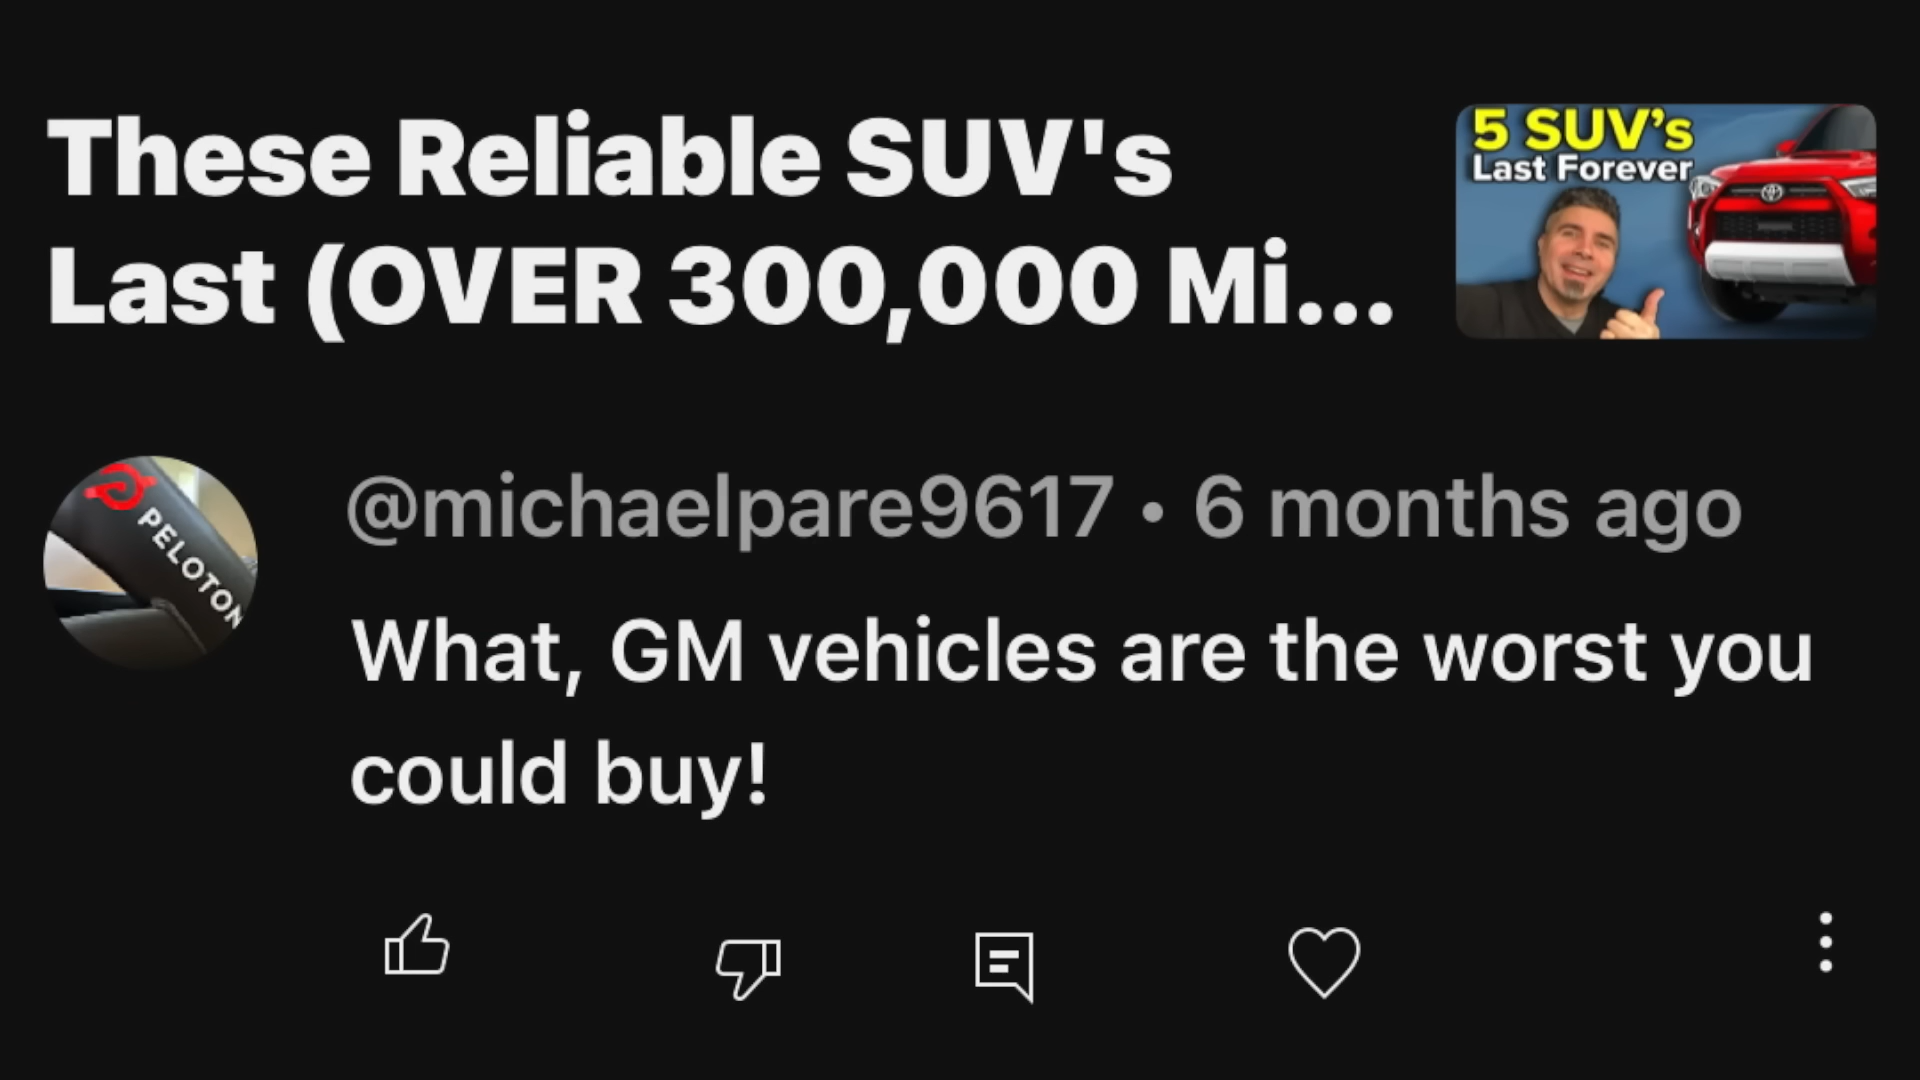 These Reliable SUV's
Last (OVER 300,000 Mi...
5 SUV's
Last Forever
PELOTON
@michaelpare9617 • 6 months ago
What, GM vehicles are the worst you
could buy!